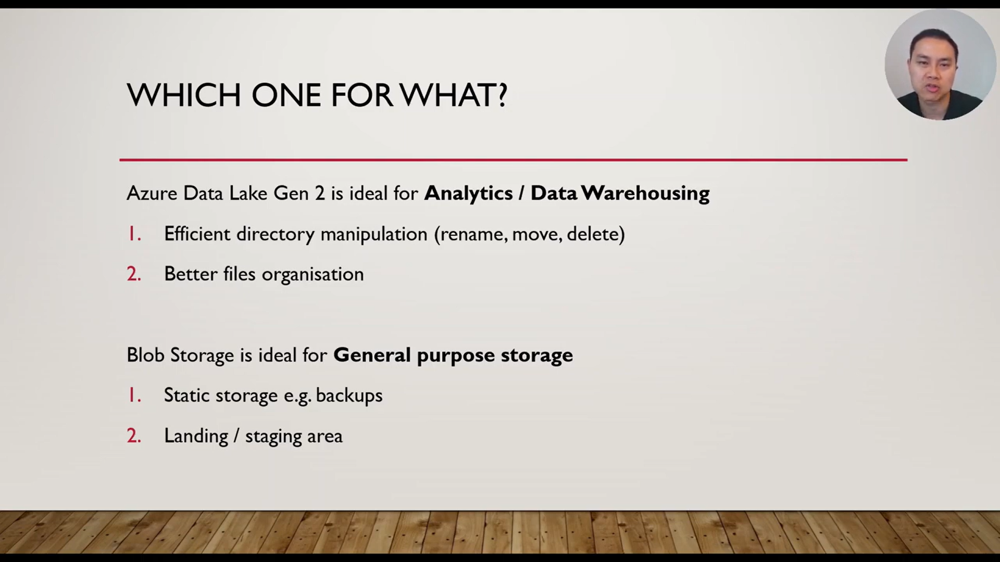 WHICH ONE FOR WHAT?
Azure Data Lake Gen 2 is ideal for Analytics / Data Warehousing
1. Efficient directory manipulation (rename, move, delete)
2. Better files organisation
Blob Storage is ideal for General purpose storage
1. Static storage e.g. backups
2. Landing / staging area